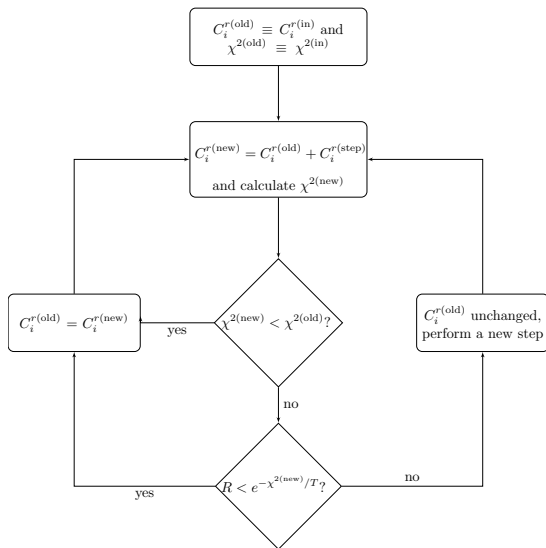 $C_i^{r(\text{old})} \equiv C_i^{r(\text{in})}$ and
$\chi^{2(\text{old})} \equiv \chi^{2(\text{in})}$
$C_i^{r(\text{new})} = C_i^{r(\text{old})} + C_i^{r(\text{step})}$
and calculate $\chi^{2(\text{new})}$
$\chi^{2(\text{new})} < \chi^{2(\text{old})}$?
yes
$C_i^{r(\text{old})} = C_i^{r(\text{new})}$
$C_i^{r(\text{old})}$ unchanged,
perform a new step
no
$R < e^{-\chi^{2(\text{new})}/T}$?
yes
no